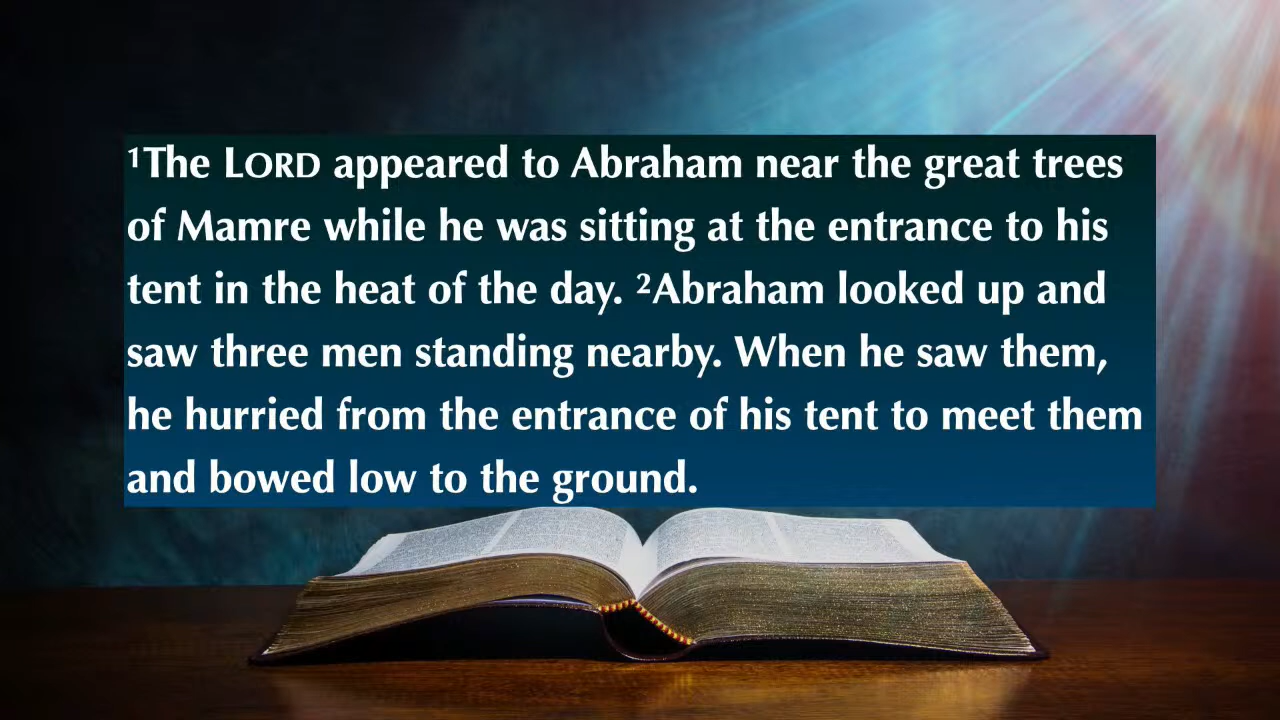 ¹The LORD appeared to Abraham near the great trees
of Mamre while he was sitting at the entrance to his
tent in the heat of the day. ²Abraham looked up and
saw three men standing nearby. When he saw them,
he hurried from the entrance of his tent to meet them
and bowed low to the ground.